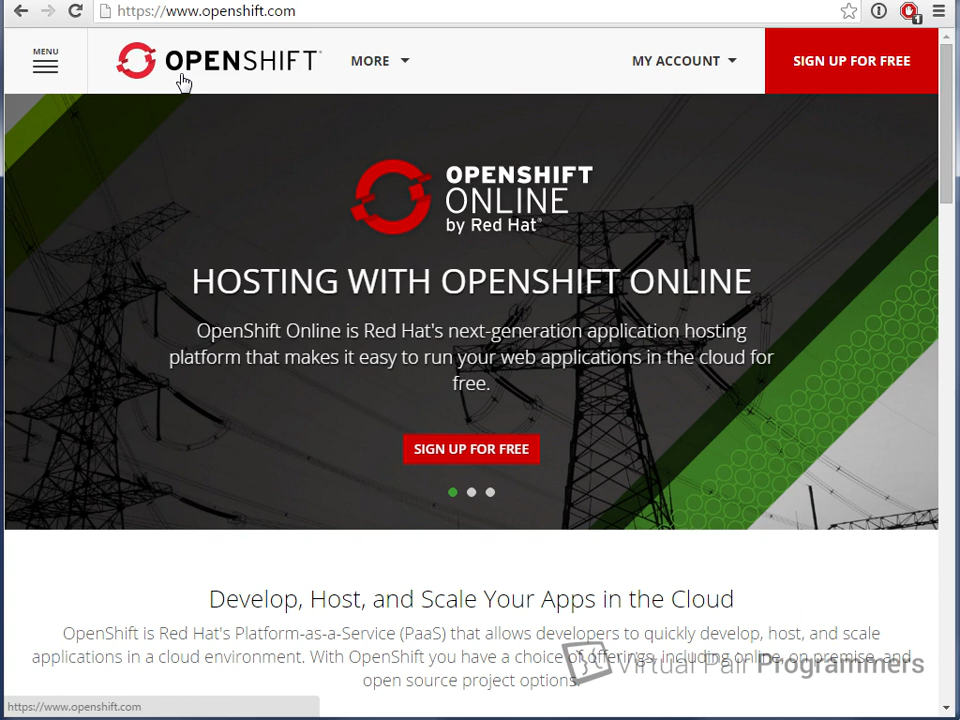 https://www.openshift.com
1
MENU
OPENSHIFT
MORE
MY ACCOUNT
SIGN UP FOR FREE
OPENSHIFT
ONLINE
by Red Hat®
HOSTING WITH OPENSHIFT ONLINE
OpenShift Online is Red Hat's next-generation application hosting
platform that makes it easy to run your web applications in the cloud for
free.
SIGN UP FOR FREE
Develop, Host, and Scale Your Apps in the Cloud
OpenShift is Red Hat's Platform-as-a-Service (PaaS) that allows developers to quickly develop, host, and scale
applications in a cloud environment. With OpenShift you have a choice of offerings, including online, on premise, and
open source project options.
Virtual Pair Programmers
https://www.openshift.com